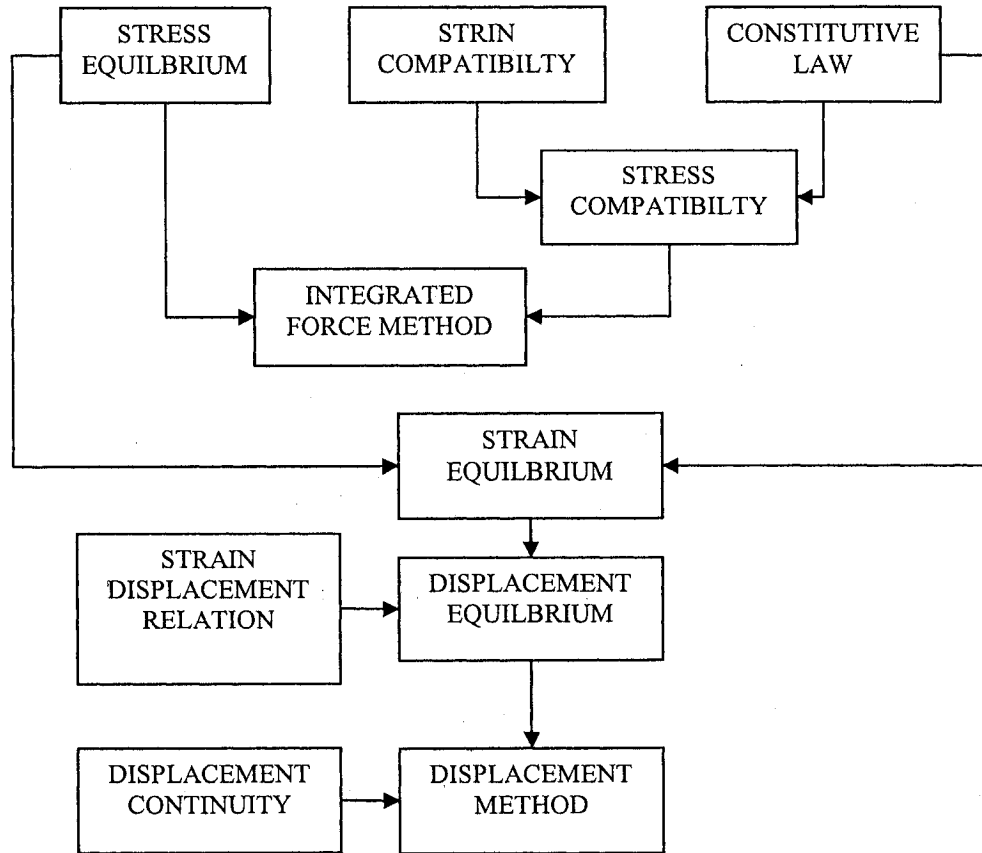 STRESS
EQUILBRIUM
STRIN
COMPATIBILTY
CONSTITUTIVE
LAW
STRESS
COMPATIBILTY
INTEGRATED
FORCE METHOD
STRAIN
EQUILBRIUM
STRAIN
DISPLACEMENT
RELATION
DISPLACEMENT
EQUILBRIUM
DISPLACEMENT
CONTINUITY
DISPLACEMENT
METHOD